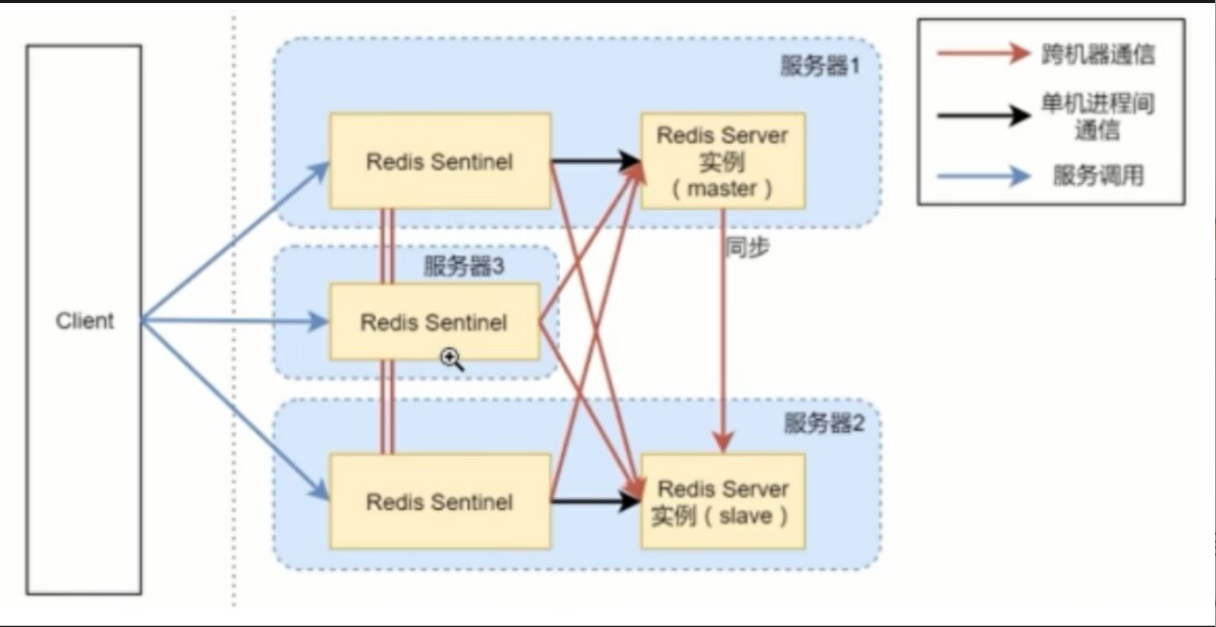 服务器1
Redis Sentinel
Redis Server
实例
（master）
同步
服务器3
Redis Sentinel
Client
服务器2
Redis Sentinel
Redis Server
实例（slave）
跨机器通信
单机进程间
通信
服务调用